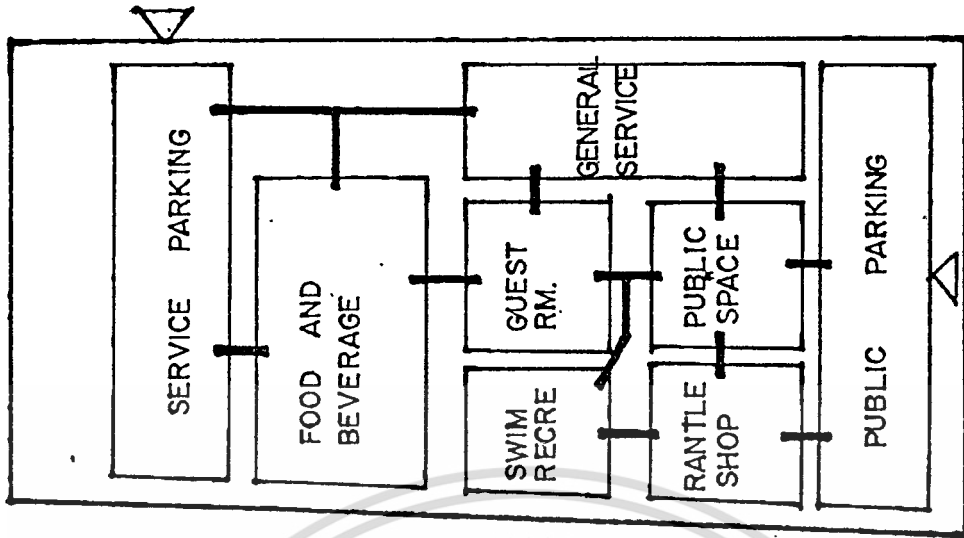 SERVICE PARKING
FOOD AND
BEVERAGE
GENERAL
SERVICE
GUEST
RM.
PUBLIC
SPACE
SWIM
RECRE
RANTLE
SHOP
PUBLIC PARKING